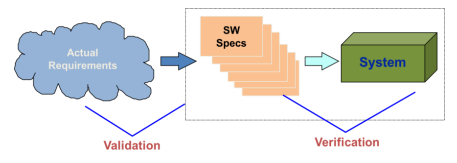 Actual
Requirements
SW
Specs
System
Validation
Verification